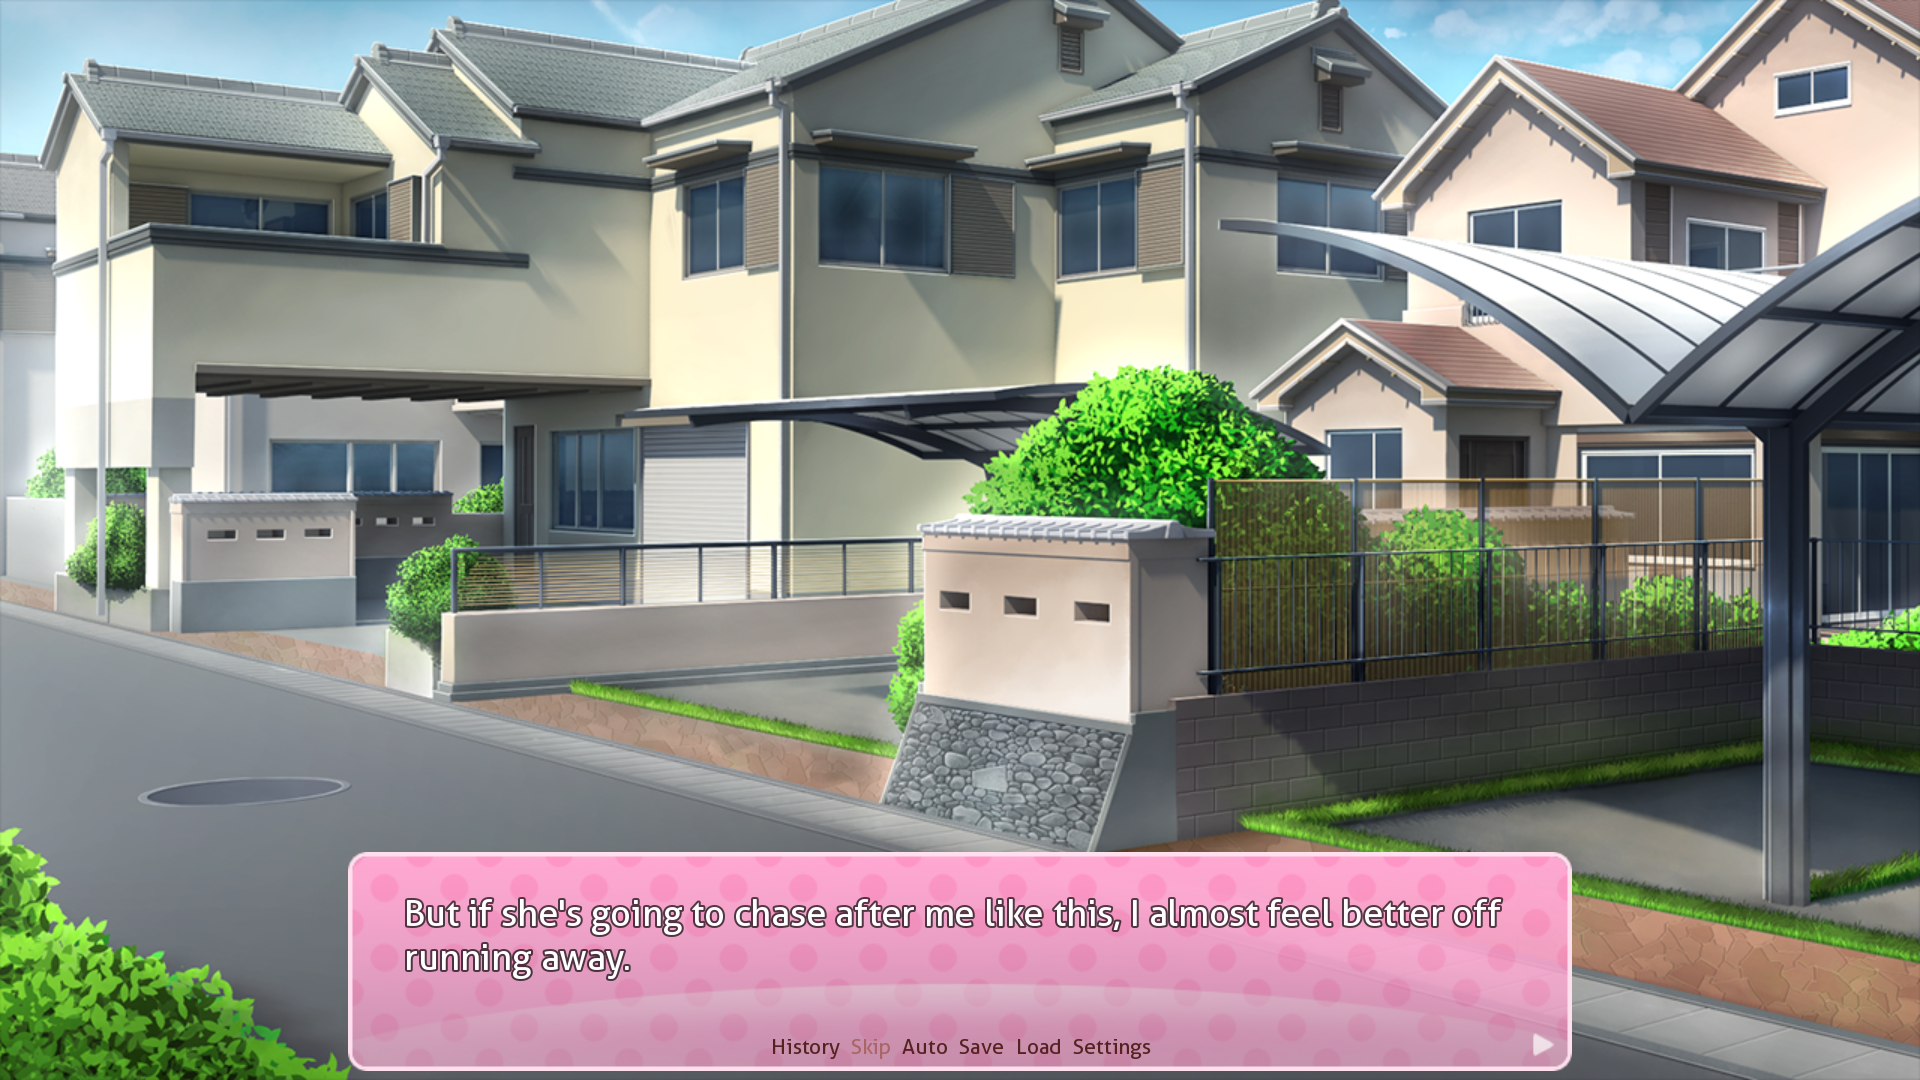 But if she's going to chase after me like this, I almost feel better off
running away.
History Skip Auto Save Load Settings